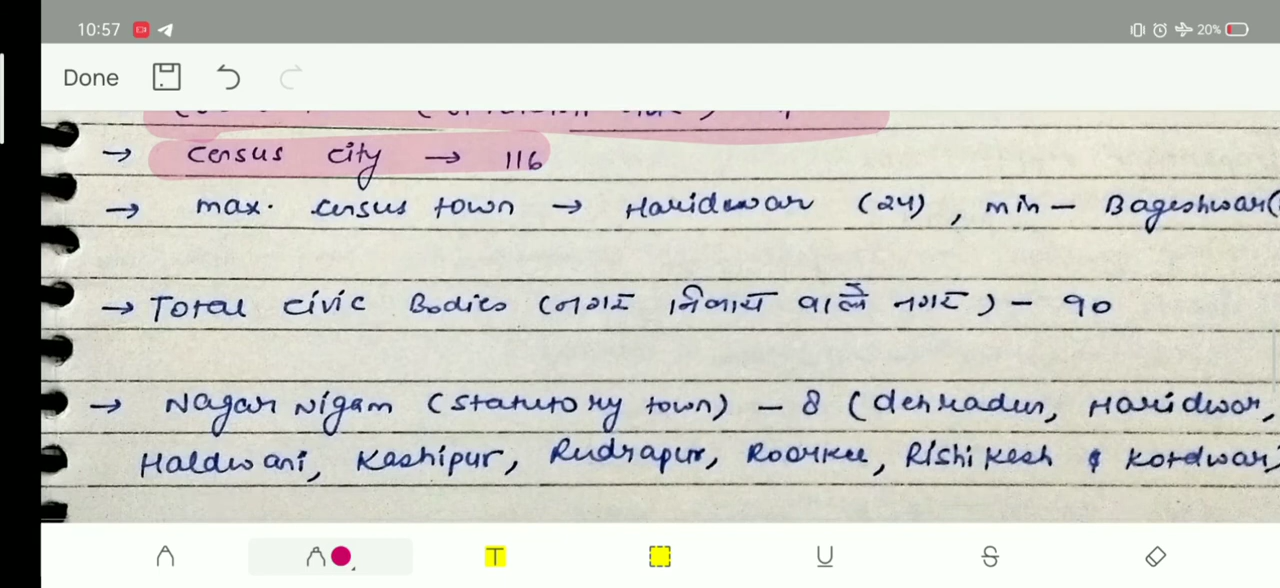 10:57
20%
Done
→ Census city → 116
→ max. census town → Haridwar (24), min - Bageshwar(
→ Total civic Bodies (नगर निकाय वाले नगर) - 90
→ Nagar Nigam (statutory town) - 8 (dehradun, Haridwar,
Haldwani, Kashipur, Rudrapur, Roorkee, Rishikesh & Kotdwar)
T
U
S